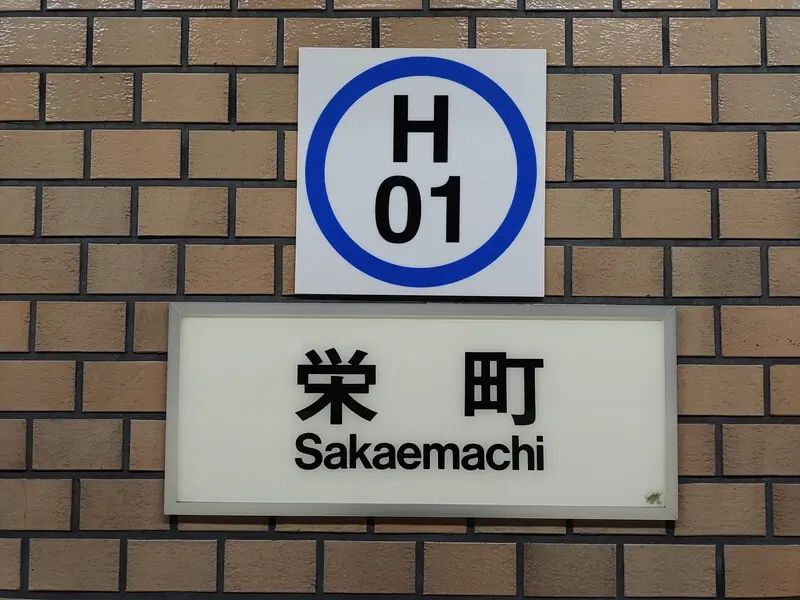 H
01
栄町
Sakaemachi